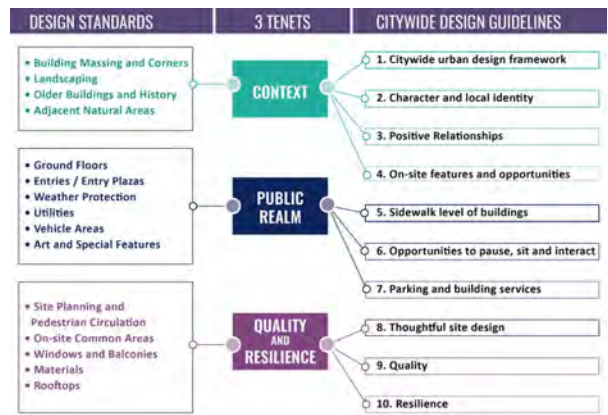 DESIGN STANDARDS
3 TENETS
CITYWIDE DESIGN GUIDELINES
• Building Massing and Corners
• Landscaping
• Older Buildings and History
• Adjacent Natural Areas
CONTEXT
1. Citywide urban design framework
2. Character and local identity
3. Positive Relationships
4. On-site features and opportunities
• Ground Floors
• Entries / Entry Plazas
• Weather Protection
• Utilities
• Vehicle Areas
• Art and Special Features
PUBLIC
REALM
5. Sidewalk level of buildings
6. Opportunities to pause, sit and interact
7. Parking and building services
• Site Planning and
Pedestrian Circulation
• On-site Common Areas
• Windows and Balconies
• Materials
• Rooftops
QUALITY
AND
RESILIENCE
8. Thoughtful site design
9. Quality
10. Resilience